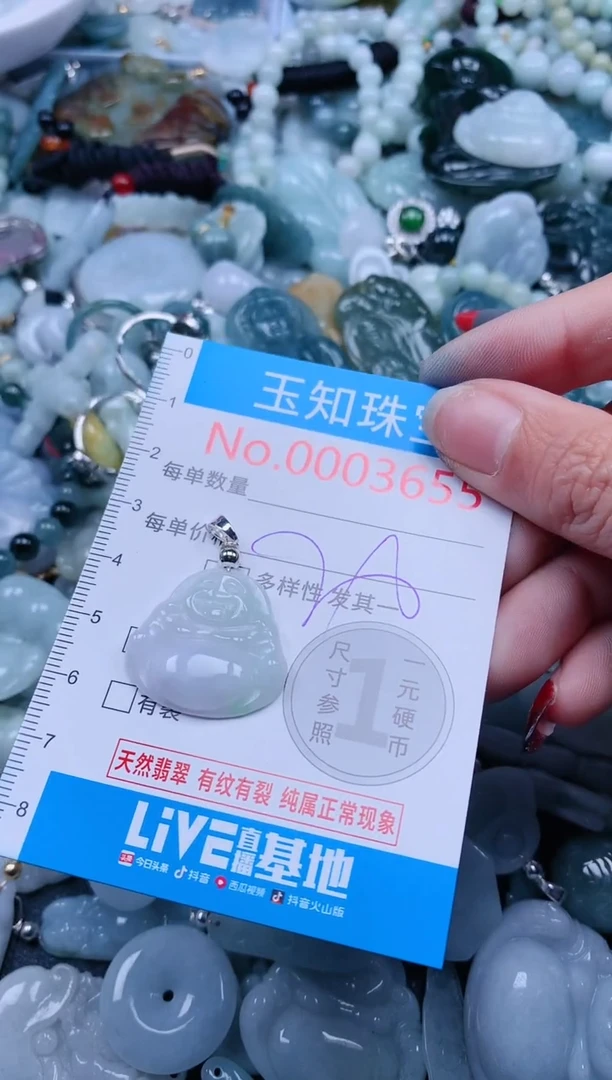 0
1
2
3
4
5
6
7
8
玉知珠
No.0003655
每单数量
每单价
多样性 发其一
有裂
尺寸参照
1
一元硬币
天然翡翠 有纹有裂 纯属正常现象
LiVE直播基地
今日头条 抖音 西瓜视频 抖音火山版